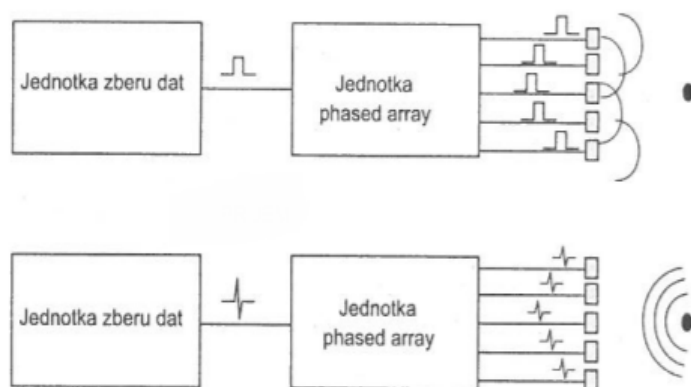 Jednotka zberu dat
Jednotka
phased array
Jednotka zberu dat
Jednotka
phased array